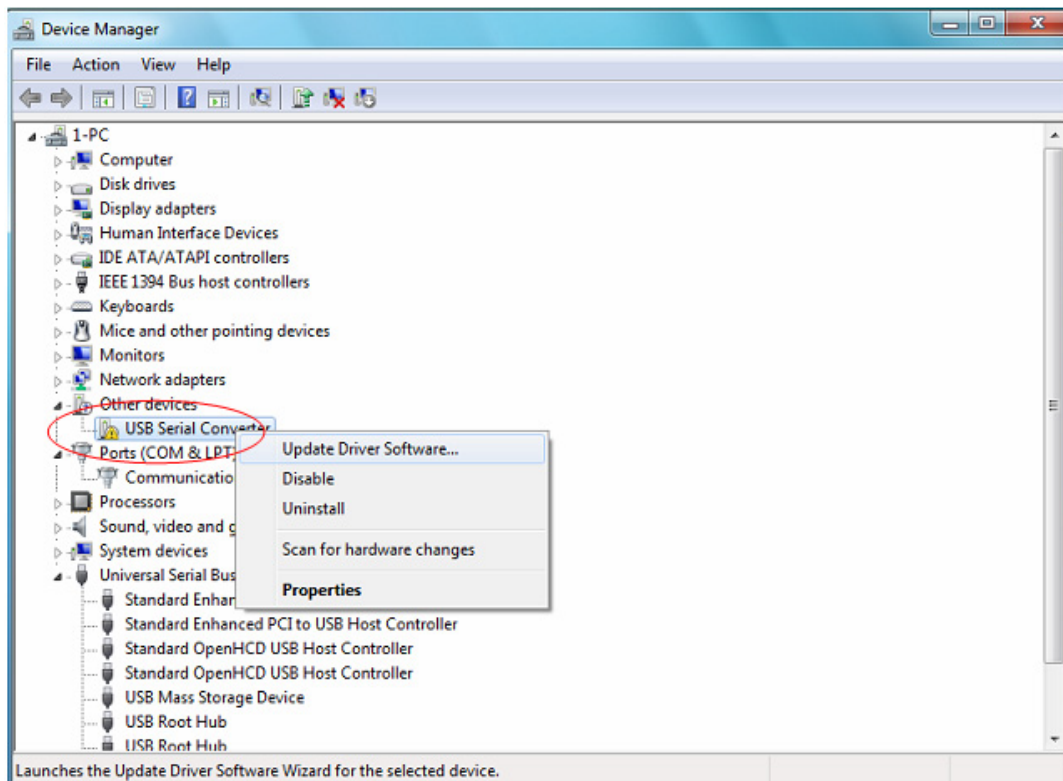 Device Manager
File Action View Help
1-PC
Computer
Disk drives
Display adapters
Human Interface Devices
IDE ATA/ATAPI controllers
IEEE 1394 Bus host controllers
Keyboards
Mice and other pointing devices
Monitors
Network adapters
Other devices
USB Serial Converter
Ports (COM & LPT)
Update Driver Software...
Communicatio
Disable
Processors
Uninstall
Sound, video and g
System devices
Scan for hardware changes
Universal Serial Bus
Properties
Standard Enhan
Standard Enhanced PCI to USB Host Controller
Standard OpenHCD USB Host Controller
Standard OpenHCD USB Host Controller
USB Mass Storage Device
USB Root Hub
USB Root Hub
Launches the Update Driver Software Wizard for the selected device.